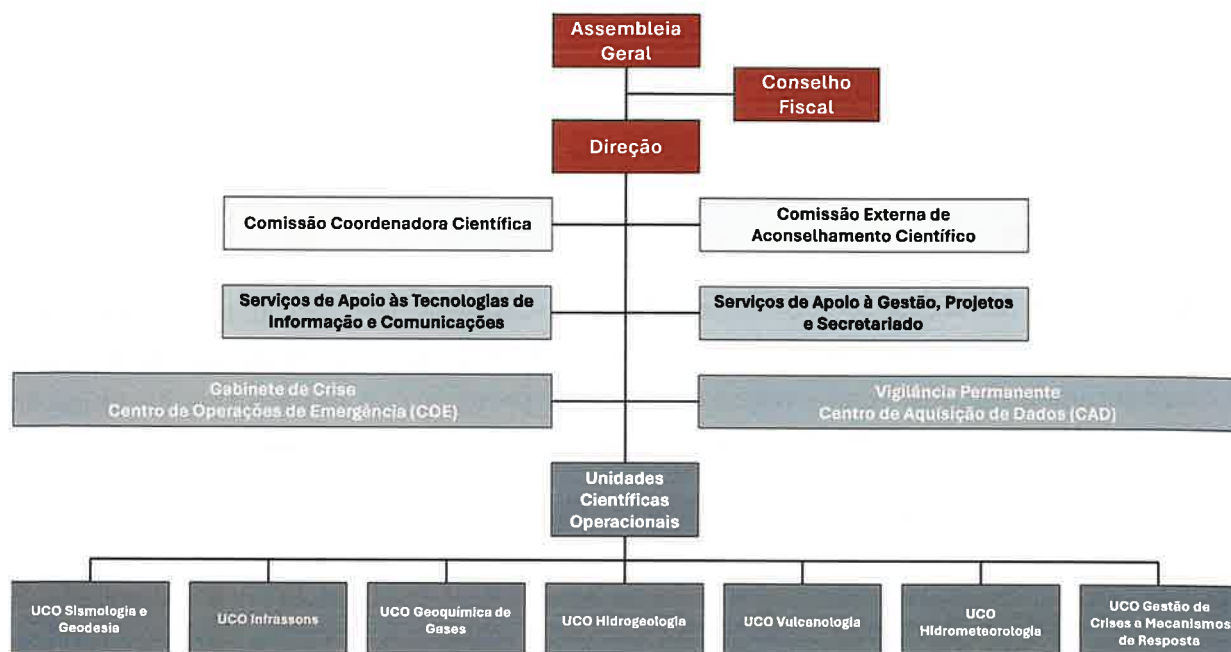 Assembleia
Geral
Conselho
Fiscal
Direção
Comissão Coordenadora Científica
Comissão Externa de
Aconselhamento Científico
Serviços de Apoio às Tecnologias de
Informação e Comunicações
Serviços de Apoio à Gestão, Projetos
e Secretariado
Gabinete de Crise
Centro de Operações de Emergência (COE)
Vigilância Permanente
Centro de Aquisição de Dados (CAD)
Unidades
Científicas
Operacionais
UCO Sismologia e
Geodesia
UCO Infrassons
UCO Geoquímica de
Gases
UCO Hidrogeologia
UCO Vulcanologia
UCO
Hidrometeorologia
UCO Gestão de
Crises e Mecanismos
de Resposta